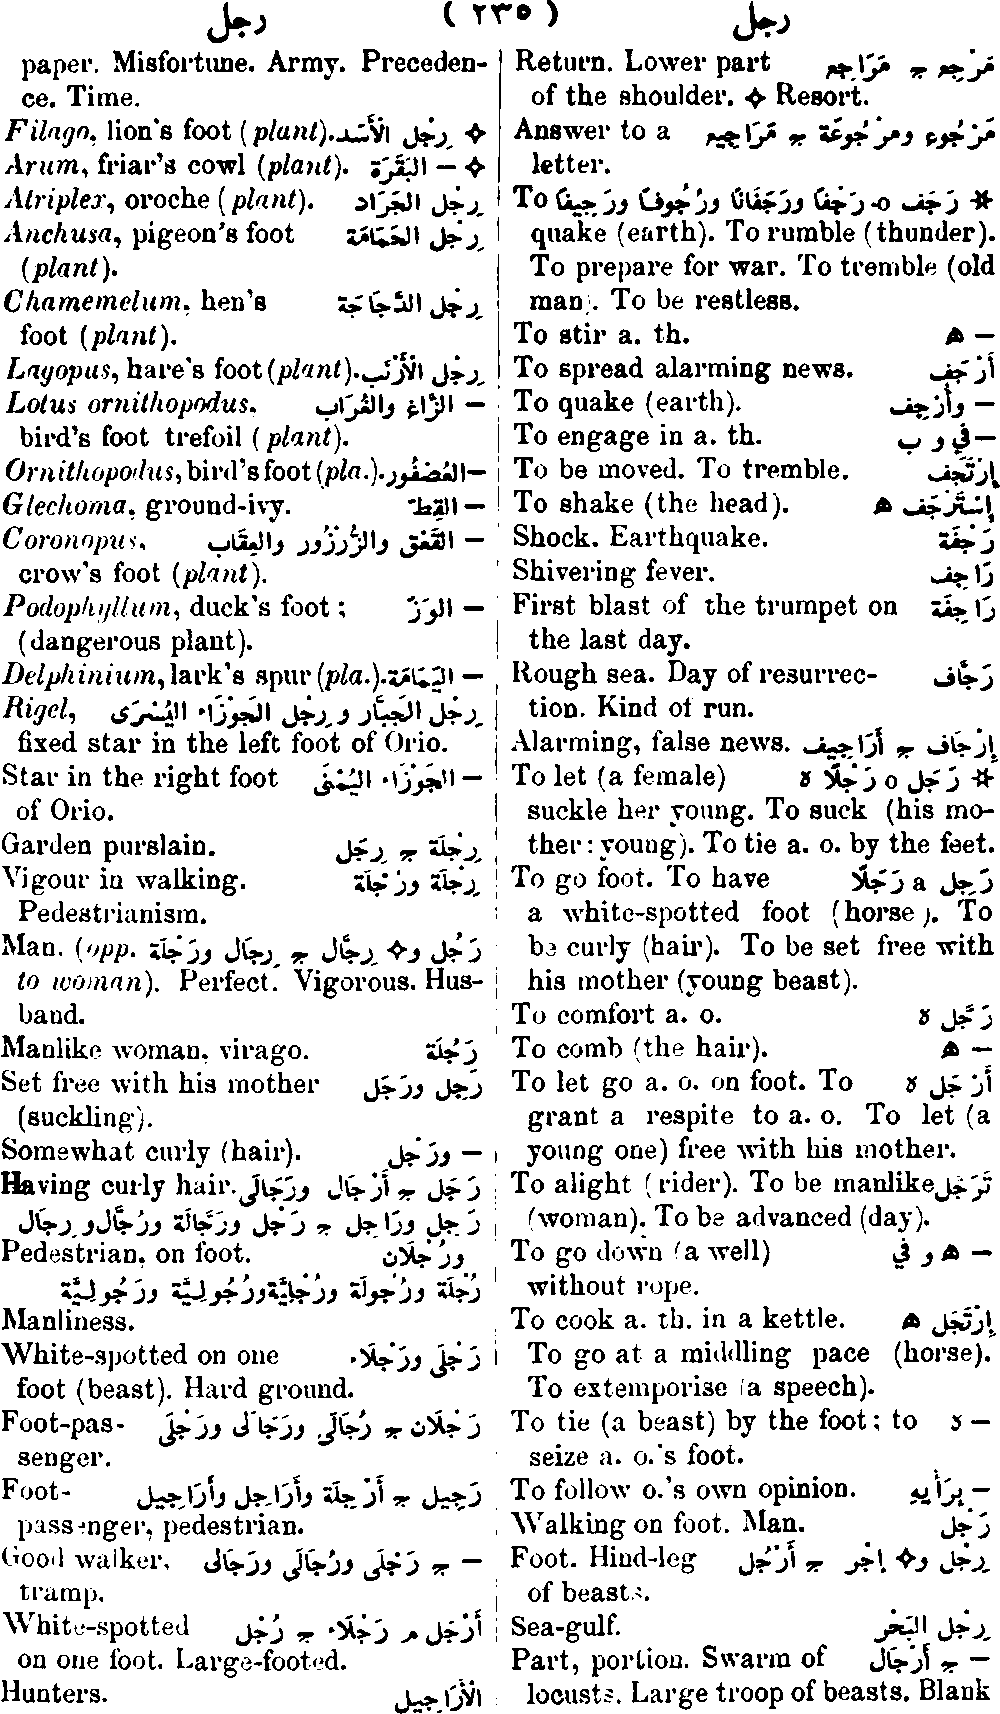 رجل ( ٢٣٥ ) رجل
Return. Lower part مَرْجِع ج مَرَاجِع
of the shoulder. ✧ Resort.
Answer to a مَرْجُوع ومَرْجُوعَة ج مَرَاجِيع
letter.
To رَجَف o رَجْفًا ورَجَفَانًا ورُجُوفًا ورَجِيفًا *
quake (earth). To rumble (thunder).
To prepare for war. To tremble (old
man). To be restless.
To stir a. th. — ه
To spread alarming news. أَرْجَف
To quake (earth). — وأُرْجِف
To engage in a. th. — في و ب
To be moved. To tremble. إِرْتَجَف
To shake (the head). إِسْتَرْجَف ه
Shock. Earthquake. رَجْفَة
Shivering fever. رَاجِف
First blast of the trumpet on رَاجِفَة
the last day.
Rough sea. Day of resurrec- رَجَّاف
tion. Kind of run.
Alarming, false news. إِرْجَاف ج أَرَاجِيف
To let (a female) رَجَل o رَجْلًا ه *
suckle her young. To suck (his mo-
ther: young). To tie a. o. by the feet.
To go foot. To have رَجِل a رَجَلًا
a white-spotted foot (horse). To
be curly (hair). To be set free with
his mother (young beast).
To comfort a. o. رَجَّل ه
To comb (the hair). — ه
To let go a. o. on foot. To أَرْجَل ه
grant a respite to a. o. To let (a
young one) free with his mother.
To alight (rider). To be manlike تَرَجَّل
(woman). To be advanced (day).
To go down (a well) — ه و في
without rope.
To cook a. th. in a kettle. إِرْتَجَل ه
To go at a middling pace (horse).
To extemporise (a speech).
To tie (a beast) by the foot; to — ه
seize a. o.'s foot.
To follow o.'s own opinion. — بِرَأْيِهِ
Walking on foot. Man. رَجْل
Foot. Hind-leg رِجْل و✧ إِجْر ج أَرْجُل
of beasts.
Sea-gulf. رِجْل البَحْر
Part, portion. Swarm of — ج أَرْجَال
locusts. Large troop of beasts. Blank
paper. Misfortune. Army. Preceden-
ce. Time.
Filago, lion's foot (plant). ✧ رِجْل الأَسَد
Arum, friar's cowl (plant). ✧ — البَقَرَة
Atriplex, oroche (plant). رِجْل الجَرَاد
Anchusa, pigeon's foot رِجْل الحَمَامَة
(plant).
Chamemelum, hen's رِجْل الدَّجَاجَة
foot (plant).
Lagopus, hare's foot (plant). رِجْل الأَرْنَب
Lotus ornithopodus, — الزَّاغ والغُرَاب
bird's foot trefoil (plant).
Ornithopodus, bird's foot (pla.). — العُصْفُور
Glechoma, ground-ivy. — القِطّ
Coronopus, — القَعْق والزُّرْزُور والعِقَاب
crow's foot (plant).
Podophyllum, duck's foot; — الوَزّ
(dangerous plant).
Delphinium, lark's spur (pla.). — اليَمَامَة
Rigel, رِجْل الجَبَّار و رِجْل الجَوْزَاء اليُسْرَى
fixed star in the left foot of Orio.
Star in the right foot — الجَوْزَاء اليُمْنَى
of Orio.
Garden purslain. رِجْلَة ج رِجَل
Vigour in walking. رِجْلَة ورُجْلَة
Pedestrianism.
Man. (opp. رَجُل و✧ رِجَّال ج رِجَال ورَجْلَة
to woman). Perfect. Vigorous. Hus-
band.
Manlike woman, virago. رَجُلَة
Set free with his mother رَجِل ورَجَل
(suckling).
Somewhat curly (hair). — ورَجْل
Having curly hair. رَجَل ج أَرْجَال ورَجَالَى
رَجِل ورَاجِل ج رَجْل ورَجَّالَة ورُجَّال و رِجَال
Pedestrian, on foot. ورُجْلَان
رُجْلَة ورُجُولَة ورُجْلِيَّة ورُجُولِيَّة ورَجُولِيَّة
Manliness.
White-spotted on one رَجْلَى ورَجْلَاء
foot (beast). Hard ground.
Foot-pas- رَجْلَان ج رُجَالَى ورَجَالَى ورَجْلَى
senger.
Foot- رَجِيل ج أَرْجِلَة وأَرَاجِل وأَرَاجِيل
passenger, pedestrian.
Good walker, — ج رَجْلَى ورُجَالَى ورَجَالَى
tramp.
White-spotted أَرْجَل م رَجْلَاء ج رُجْل
on one foot. Large-footed.
Hunters. الأَرَاجِيل